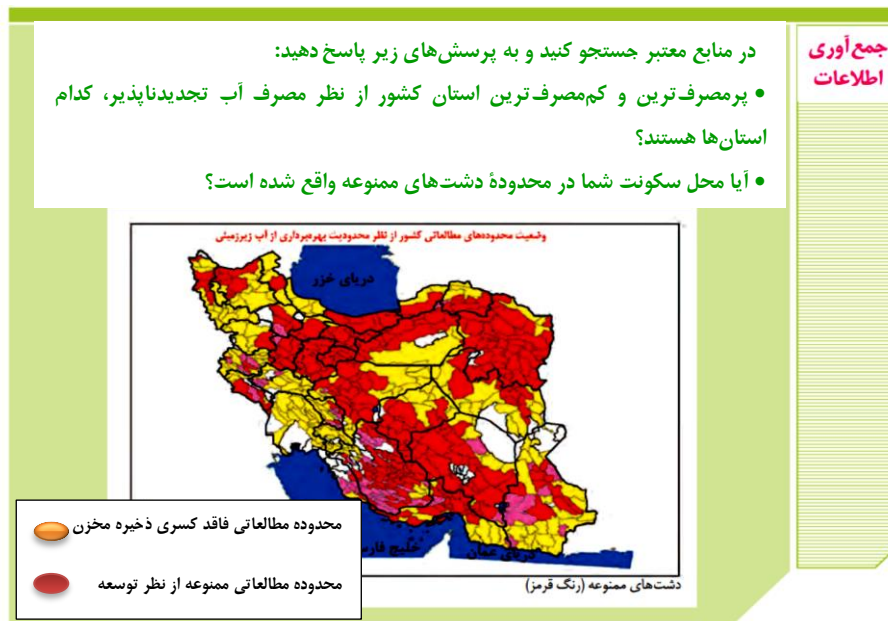 جمع‌آوری
اطلاعات
در منابع معتبر جستجو کنید و به پرسش‌های زیر پاسخ دهید:
• پرمصرف‌ترین و کم‌مصرف‌ترین استان کشور از نظر مصرف آب تجدیدناپذیر، کدام
استان‌ها هستند؟
• آیا محل سکونت شما در محدودهٔ دشت‌های ممنوعه واقع شده است؟
وضعیت محدوده‌های مطالعاتی کشور از نظر محدودیت بهره‌برداری از آب زیرزمینی
دریای خزر
خلیج فارس
دریای عمان
محدوده مطالعاتی فاقد کسری ذخیره مخزن
محدوده مطالعاتی ممنوعه از نظر توسعه
دشت‌های ممنوعه (رنگ قرمز)